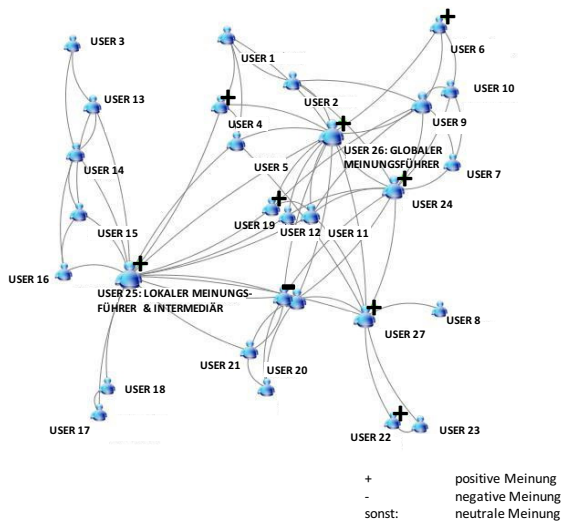 +
USER 3
USER 1
USER 6
USER 10
USER 13
+
USER 2
USER 4
+
USER 9
USER 26: GLOBALER
MEINUNGSFÜHRER
USER 14
USER 5
USER 7
+
USER 24
+
USER 19
USER 12
USER 11
USER 15
+
USER 16
USER 25: LOKALER MEINUNGS-
FÜHRER & INTERMEDIÄR
-
+
USER 8
USER 27
USER 21
USER 20
USER 18
USER 17
+
USER 22
USER 23
+ positive Meinung
- negative Meinung
sonst: neutrale Meinung